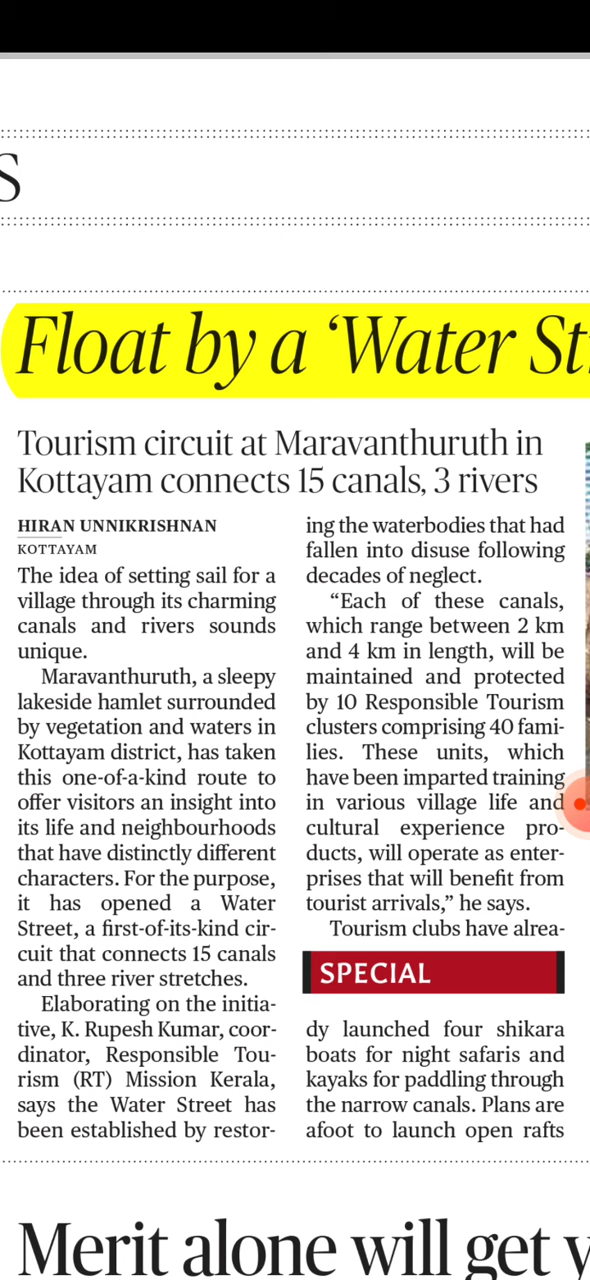 S
Float by a ‘Water
Tourism circuit at Maravanthuruth in
Kottayam connects 15 canals, 3 rivers
HIRAN UNNIKRISHNAN
KOTTAYAM
The idea of setting sail for a
village through its charming
canals and rivers sounds
unique.
Maravanthuruth, a sleepy
lakeside hamlet surrounded
by vegetation and waters in
Kottayam district, has taken
this one-of-a-kind route to
offer visitors an insight into
its life and neighbourhoods
that have distinctly different
characters. For the purpose,
it has opened a Water
Street, a first-of-its-kind cir-
cuit that connects 15 canals
and three river stretches.
Elaborating on the initia-
tive, K. Rupesh Kumar, coor-
dinator, Responsible Tou-
rism (RT) Mission Kerala,
says the Water Street has
been established by restor-
ing the waterbodies that had
fallen into disuse following
decades of neglect.
“Each of these canals,
which range between 2 km
and 4 km in length, will be
maintained and protected
by 10 Responsible Tourism
clusters comprising 40 fami-
lies. These units, which
have been imparted training
in various village life and
cultural experience pro-
ducts, will operate as enter-
prises that will benefit from
tourist arrivals,” he says.
Tourism clubs have alrea-
SPECIAL
dy launched four shikara
boats for night safaris and
kayaks for paddling through
the narrow canals. Plans are
afoot to launch open rafts
Merit alone will get